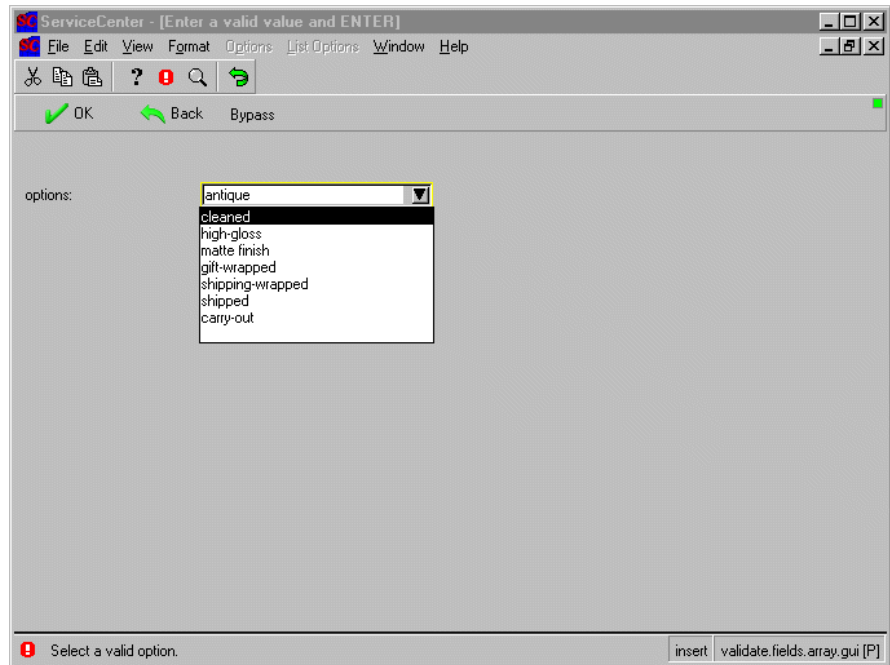 SC ServiceCenter - [Enter a valid value and ENTER]
SC File Edit View Format Options List Options Window Help
?
OK Back Bypass
options: antique
cleaned
high-gloss
matte finish
gift-wrapped
shipping-wrapped
shipped
carry-out
Select a valid option. insert validate.fields.array.gui [P]